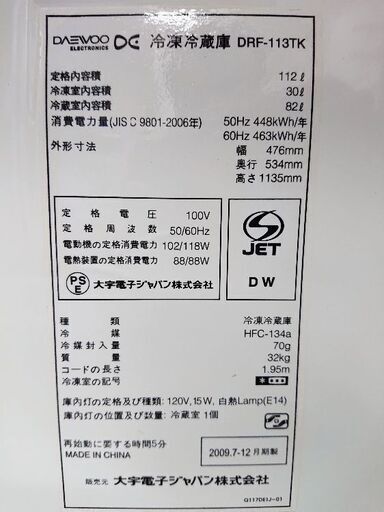 DAEWOO ELECTRONICS DE 冷凍冷蔵庫 DRF-113TK
定格内容積 112ℓ
冷凍室内容積 30ℓ
冷蔵室内容積 82ℓ
消費電力量(JIS C 9801-2006年) 50Hz 448kWh/年
60Hz 463kWh/年
外形寸法 幅 476mm
奥行 534mm
高さ 1135mm
定格電圧 100V
定格周波数 50/60Hz
電動機の定格消費電力 102/118W
電熱装置の定格消費電力 88/88W
PSE 大宇電子ジャパン株式会社
S JET
DW
種類 冷凍冷蔵庫
冷媒 HFC-134a
冷媒封入量 70g
質量 32kg
コードの長さ 1.95m
冷凍室の記号
庫内灯の定格及び種類: 120V,15W, 白熱Lamp(E14)
庫内灯の位置及び数量: 冷蔵室 1個
再始動に要する時間5分
MADE IN CHINA
2009.7-12月期製
販売元 大宇電子ジャパン株式会社
Q117DEIJ-01